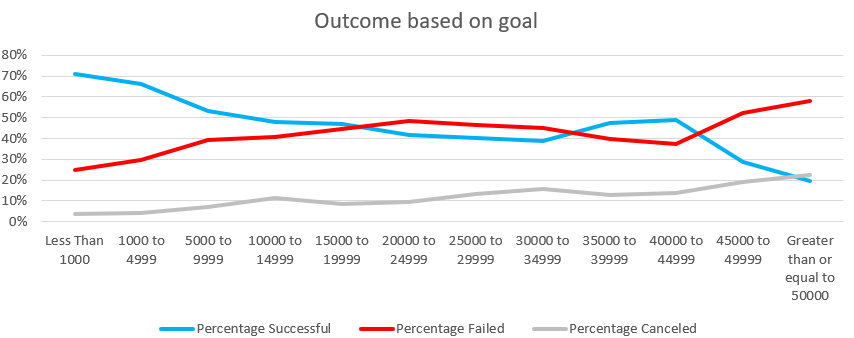 Outcome based on goal
80%
70%
60%
50%
40%
30%
20%
10%
0%
Less Than
1000
1000 to
4999
5000 to
9999
10000 to
14999
15000 to
19999
20000 to
24999
25000 to
29999
30000 to
34999
35000 to
39999
40000 to
44999
45000 to
49999
Greater
than or
equal to
50000
Percentage Successful
Percentage Failed
Percentage Canceled